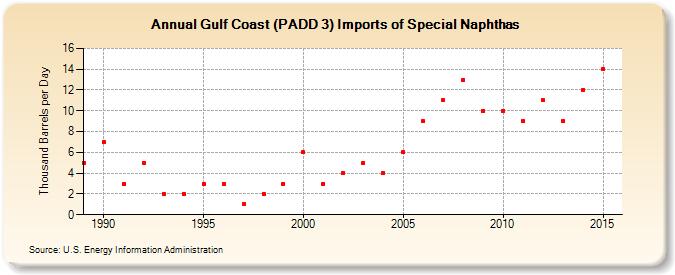 Annual Gulf Coast (PADD 3) Imports of Special Naphthas
Thousand Barrels per Day
16
14
12
10
8
6
4
2
0
1990 1995 2000 2005 2010 2015
Source: U.S. Energy Information Administration